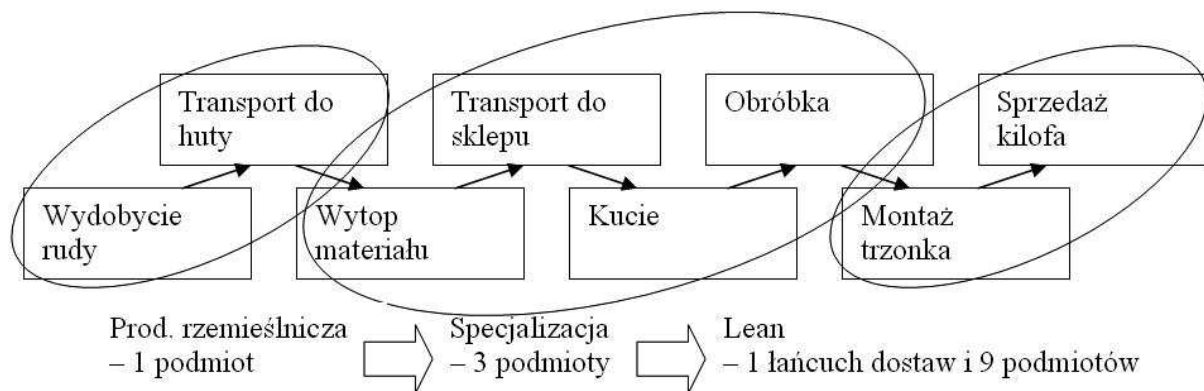 Transport do
huty
Transport do
sklepu
Obróbka
Sprzedaż
kilofa
Wydobycie
rudy
Wytop
materiału
Kucie
Montaż
trzonka
Prod. rzemieślnicza
– 1 podmiot
Specjalizacja
– 3 podmioty
Lean
– 1 łańcuch dostaw i 9 podmiotów